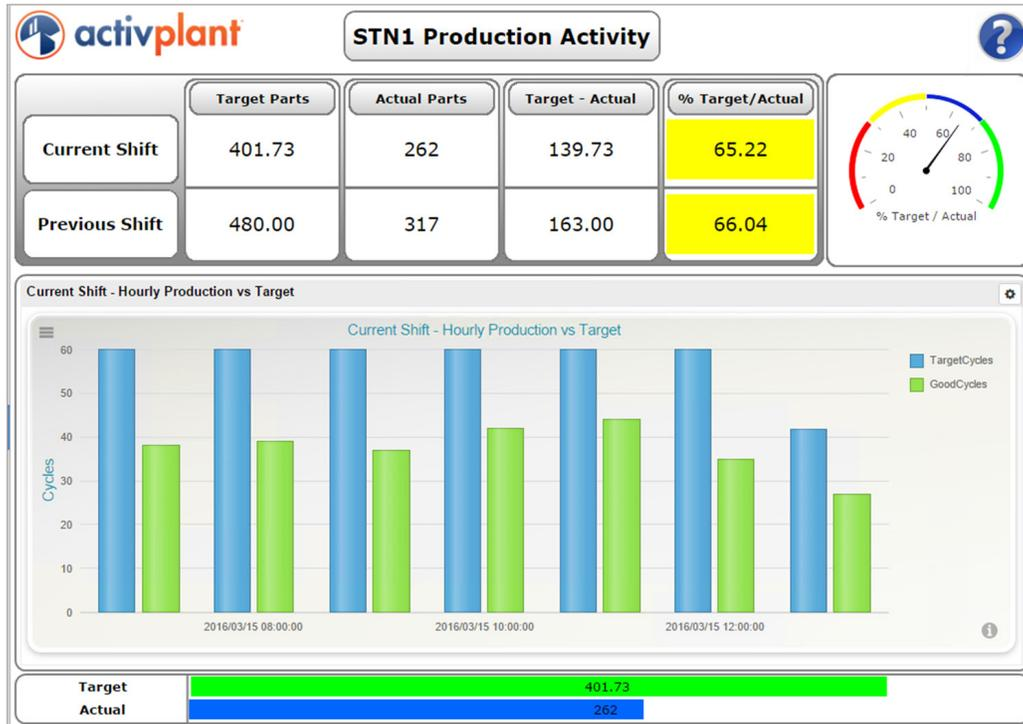 activplant
STN1 Production Activity
?
Target Parts Actual Parts Target - Actual % Target/Actual
Current Shift 401.73 262 139.73 65.22
Previous Shift 480.00 317 163.00 66.04
0 20 40 60 80 100
% Target / Actual
Current Shift - Hourly Production vs Target
Current Shift - Hourly Production vs Target
TargetCycles
GoodCycles
Cycles
60
50
40
30
20
10
0
2016/03/15 08:00:00 2016/03/15 10:00:00 2016/03/15 12:00:00
i
Target 401.73
Actual 262